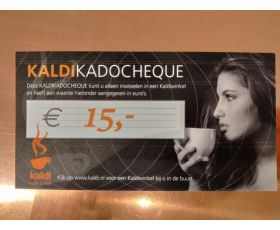 KALDIKADOCHEQUE
Deze KALDIKADOCHEQUE kunt u alleen inwisselen in een Kaldiwinkel
en heeft een waarde hieronder aangegeven in euro's.
€ 15,-
kaldi
Kijk op www.kaldi.nl voor een Kaldiwinkel bij u in de buurt.